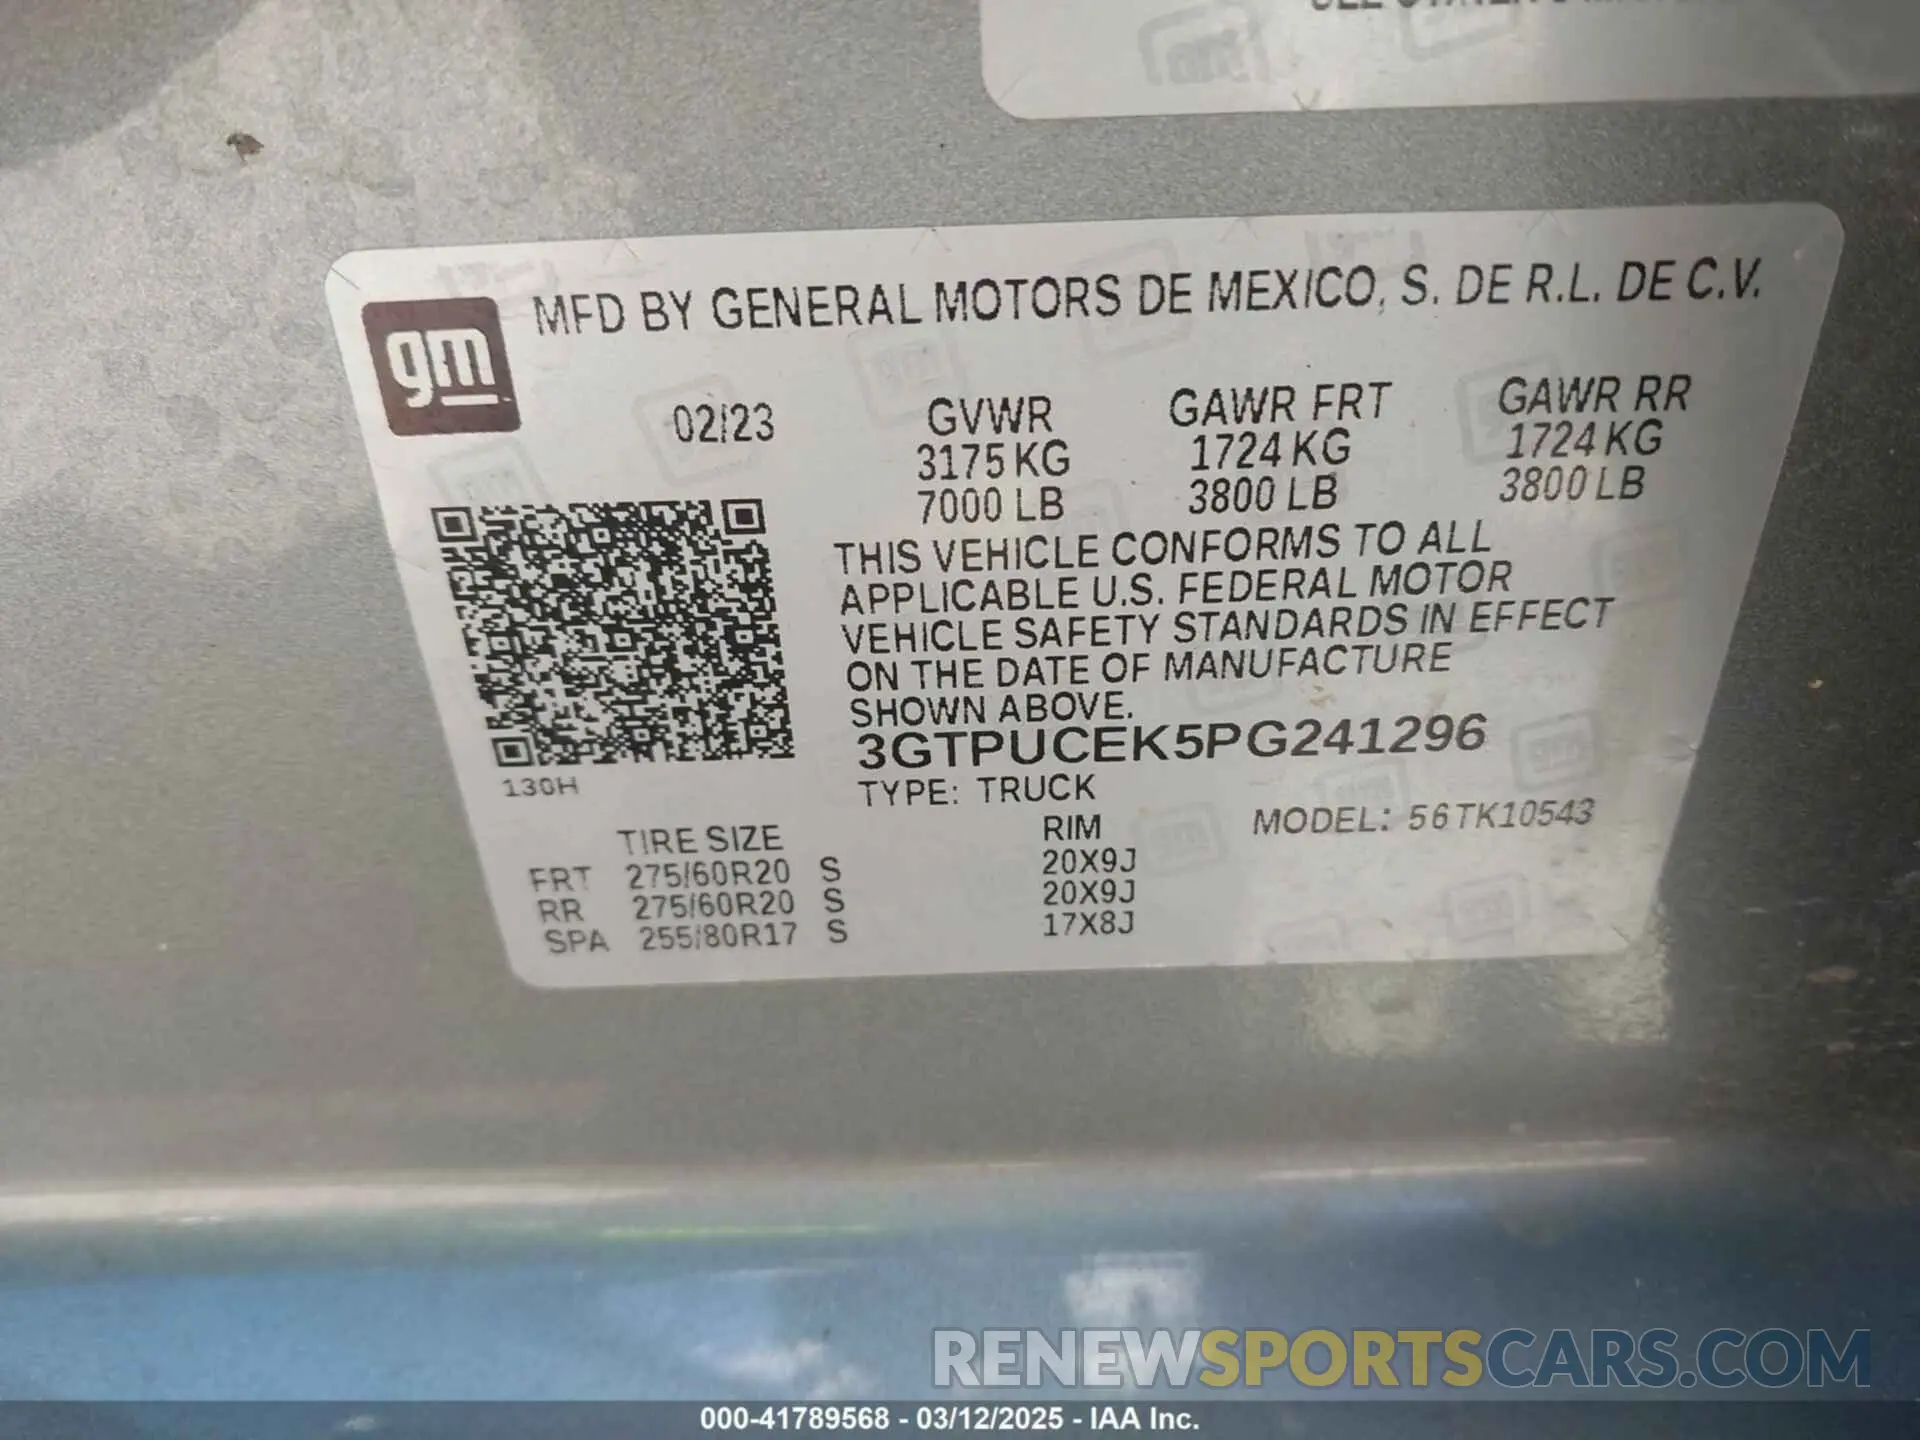 gm
MFD BY GENERAL MOTORS DE MEXICO, S. DE R.L. DE C.V.
02/23 GVWR GAWR FRT GAWR RR
3175 KG 1724 KG 1724 KG
7000 LB 3800 LB 3800 LB
THIS VEHICLE CONFORMS TO ALL
APPLICABLE U.S. FEDERAL MOTOR
VEHICLE SAFETY STANDARDS IN EFFECT
ON THE DATE OF MANUFACTURE
SHOWN ABOVE.
3GTPUCEK5PG241296
130H
TYPE: TRUCK
MODEL: 56TK10543
TIRE SIZE RIM
FRT 275/60R20 S 20X9J
RR 275/60R20 S 20X9J
SPA 255/80R17 S 17X8J
RENEWSPORTSCARS.COM
000-41789568 - 03/12/2025 - IAA Inc.